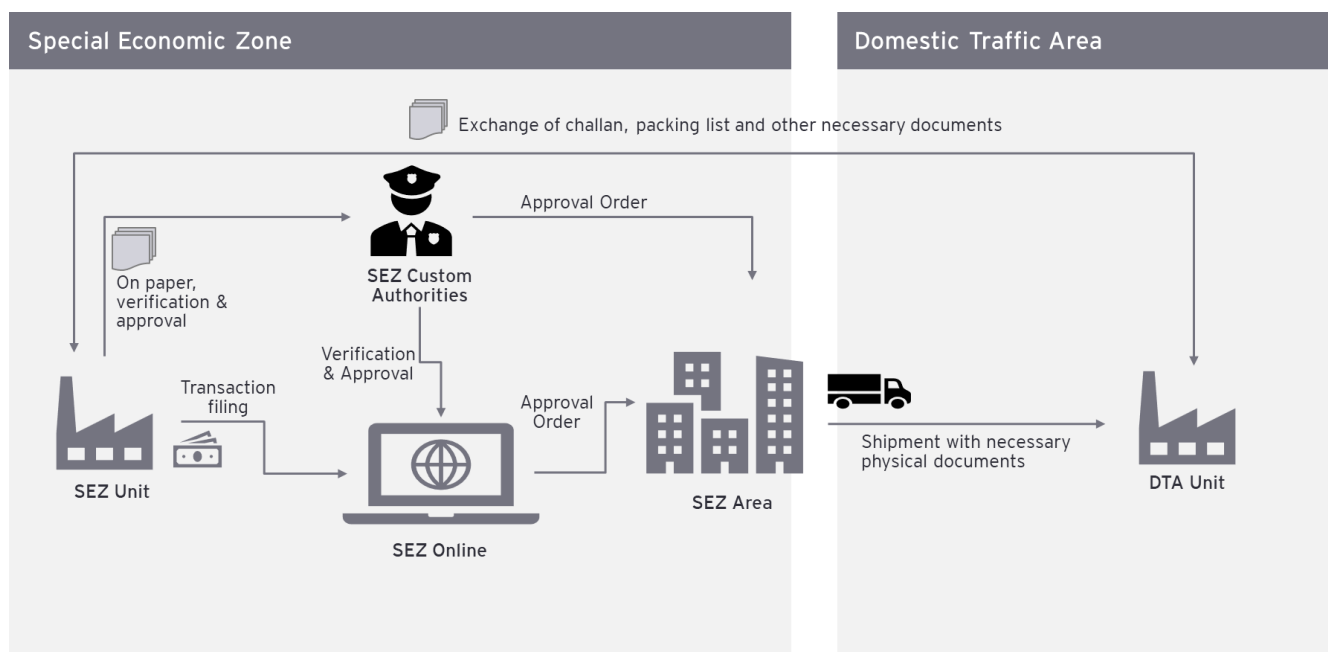 Special Economic Zone
Domestic Traffic Area
Exchange of challan, packing list and other necessary documents
Approval Order
On paper,
verification &
approval
SEZ Custom
Authorities
Verification
& Approval
Transaction
filing
Approval
Order
Shipment with necessary
physical documents
SEZ Unit
SEZ Online
SEZ Area
DTA Unit